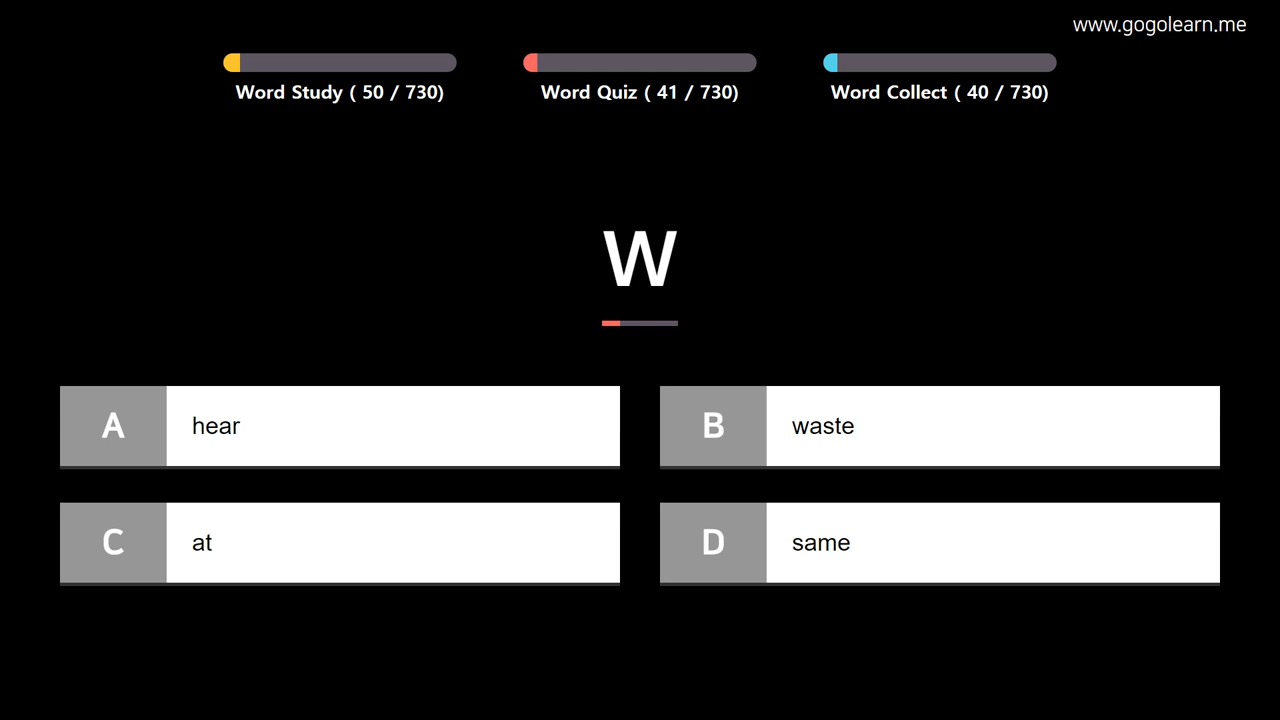 www.gogolearn.me
Word Study ( 50 / 730)
Word Quiz ( 41 / 730)
Word Collect ( 40 / 730)
W
A hear
B waste
C at
D same